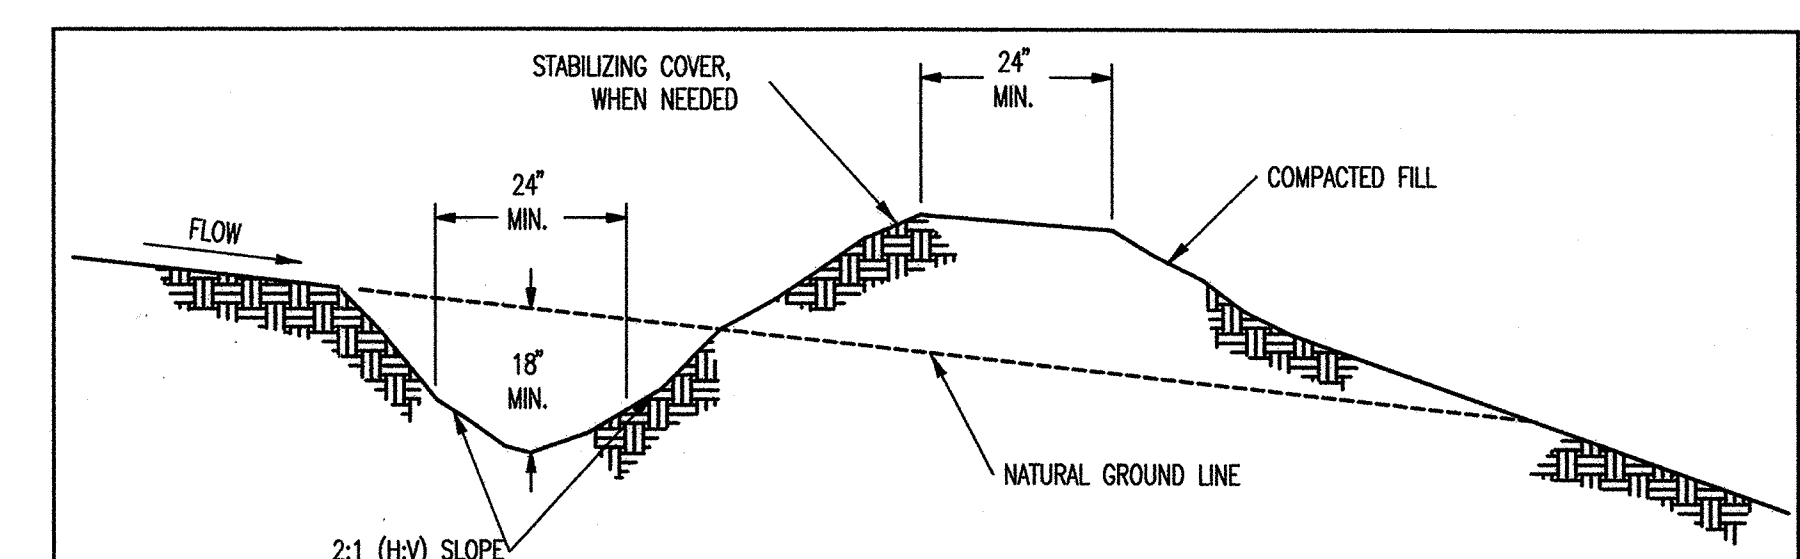 STABILIZING COVER,
WHEN NEEDED
24"
MIN.
COMPACTED FILL
24"
MIN.
FLOW
18"
MIN.
NATURAL GROUND LINE
2:1 (H:V) SLOPE